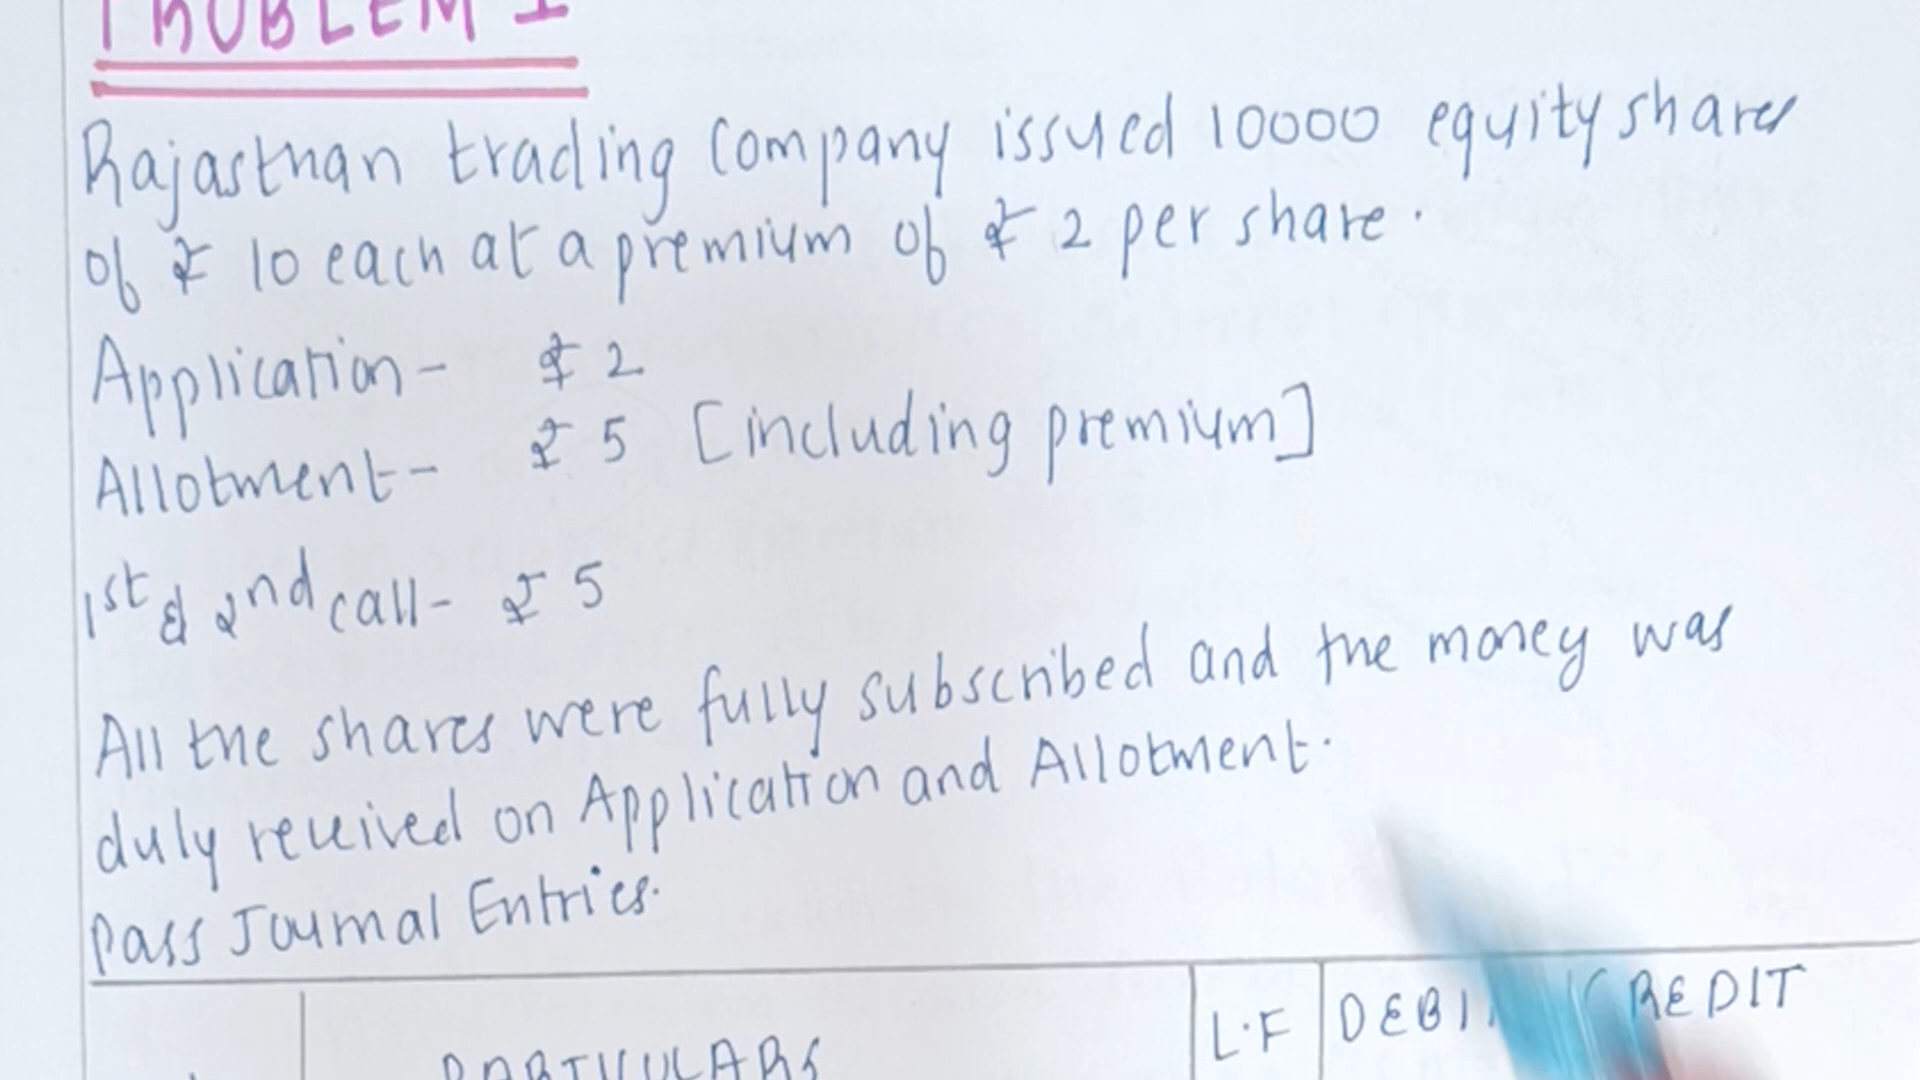 PROBLEM 1
Rajasthan trading Company issued 10000 equity shares
of ₹ 10 each at a premium of ₹ 2 per share.
Application - ₹ 2
Allotment - ₹ 5 [including premium]
1st & 2nd call - ₹ 5
All the shares were fully subscribed and the money was
duly received on Application and Allotment.
Pass Journal Entries.
PARTICULARS L.F DEBIT CREDIT